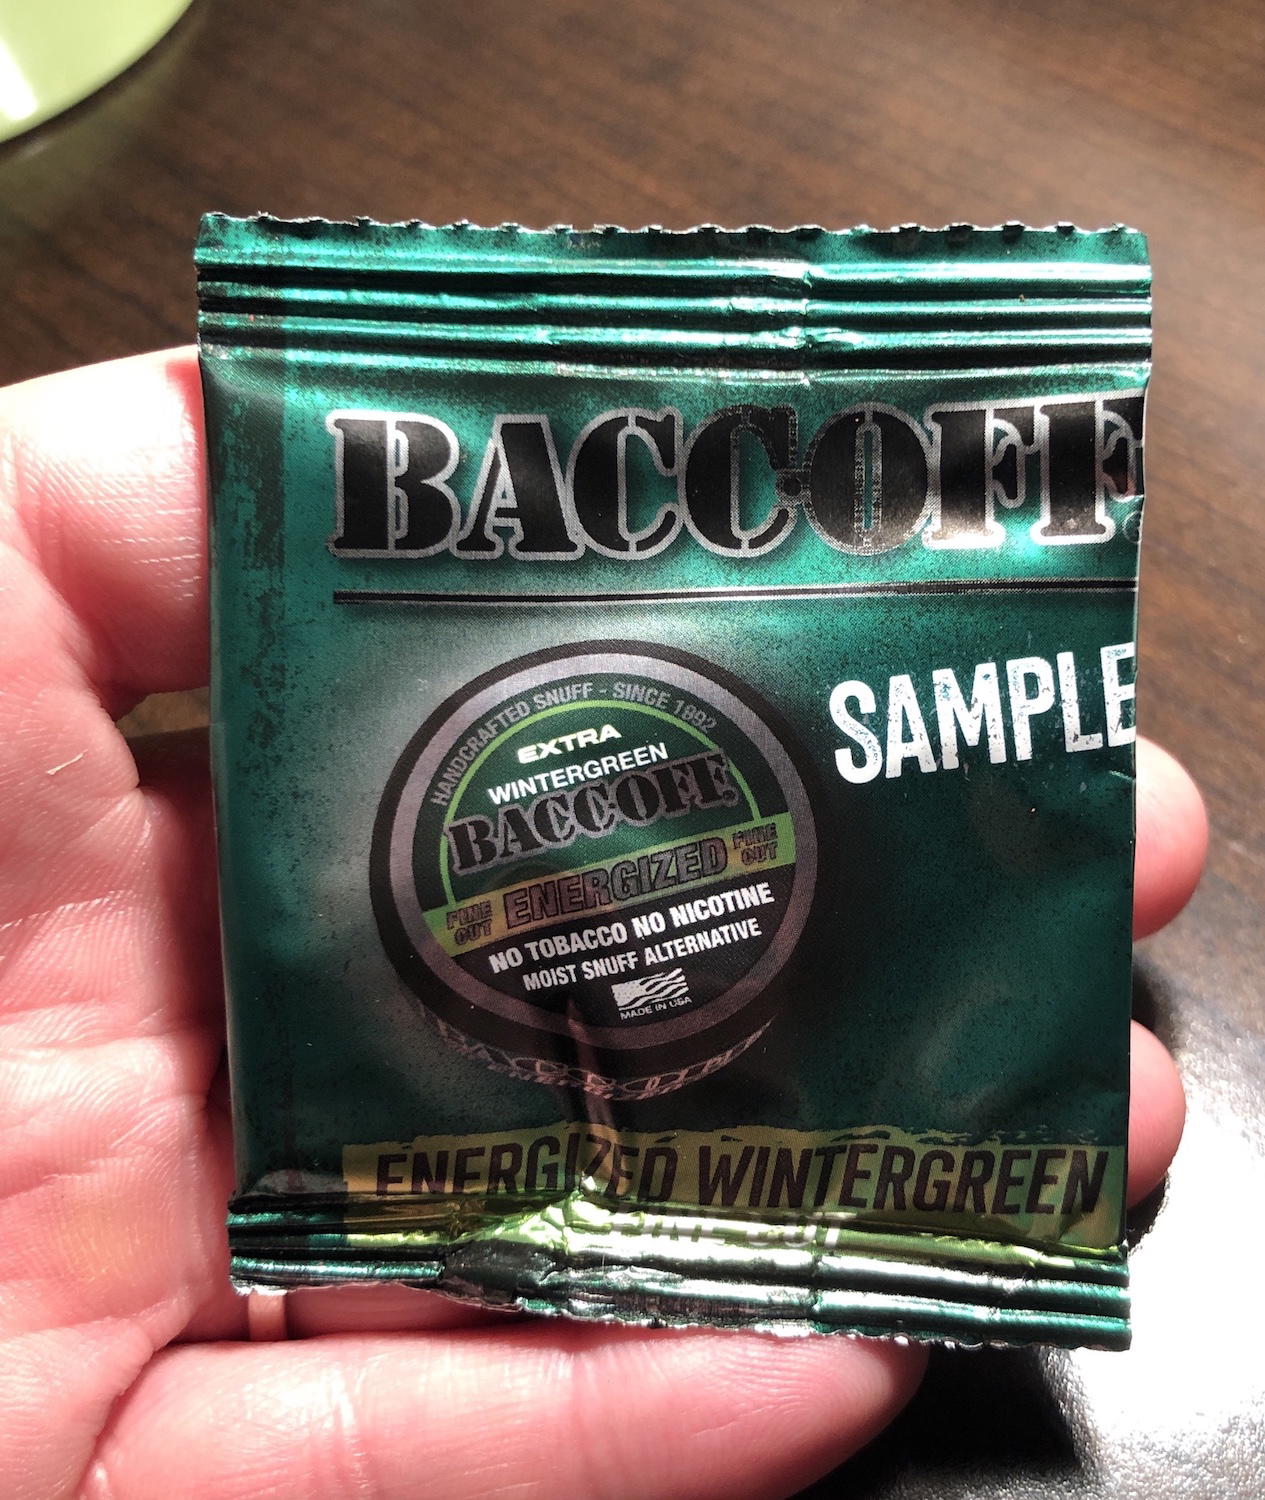 BACCOFF
SAMPLE
HANDCRAFTED SNUFF - SINCE 1892
EXTRA
WINTERGREEN
BACCOFF
ENERGIZED
FINE CUT
FINE CUT
NO TOBACCO NO NICOTINE
MOIST SNUFF ALTERNATIVE
MADE IN USA
ENERGIZED WINTERGREEN
CUT